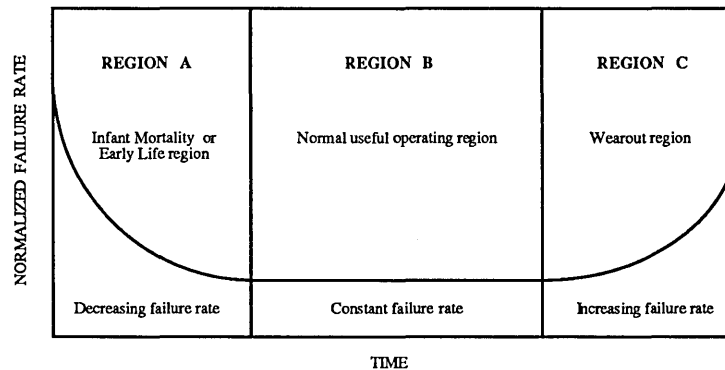 NORMALIZED FAILURE RATE
REGION A
Infant Mortality or
Early Life region
Decreasing failure rate
REGION B
Normal useful operating region
Constant failure rate
REGION C
Wearout region
Increasing failure rate
TIME